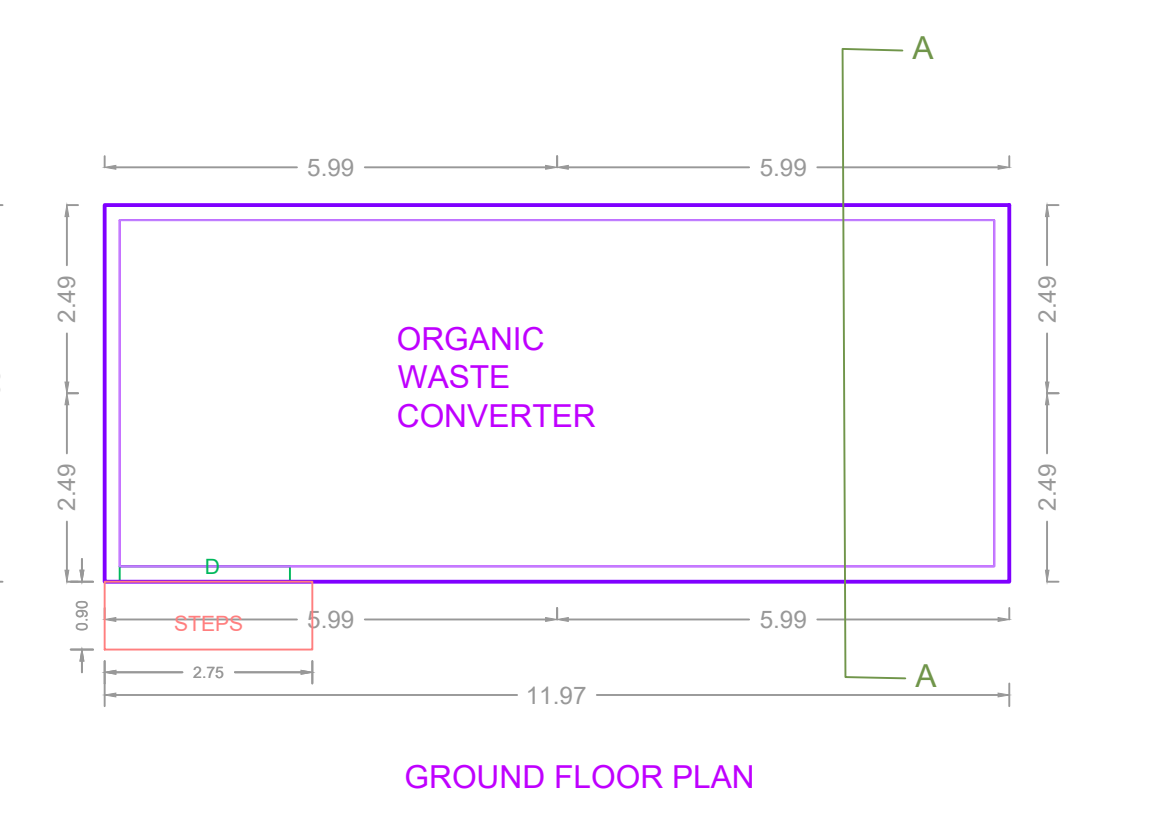 A
5.99
5.99
2.49
2.49
ORGANIC
WASTE
CONVERTER
2.49
2.49
D
0.90
STEPS
5.99
5.99
2.75
A
11.97
GROUND FLOOR PLAN